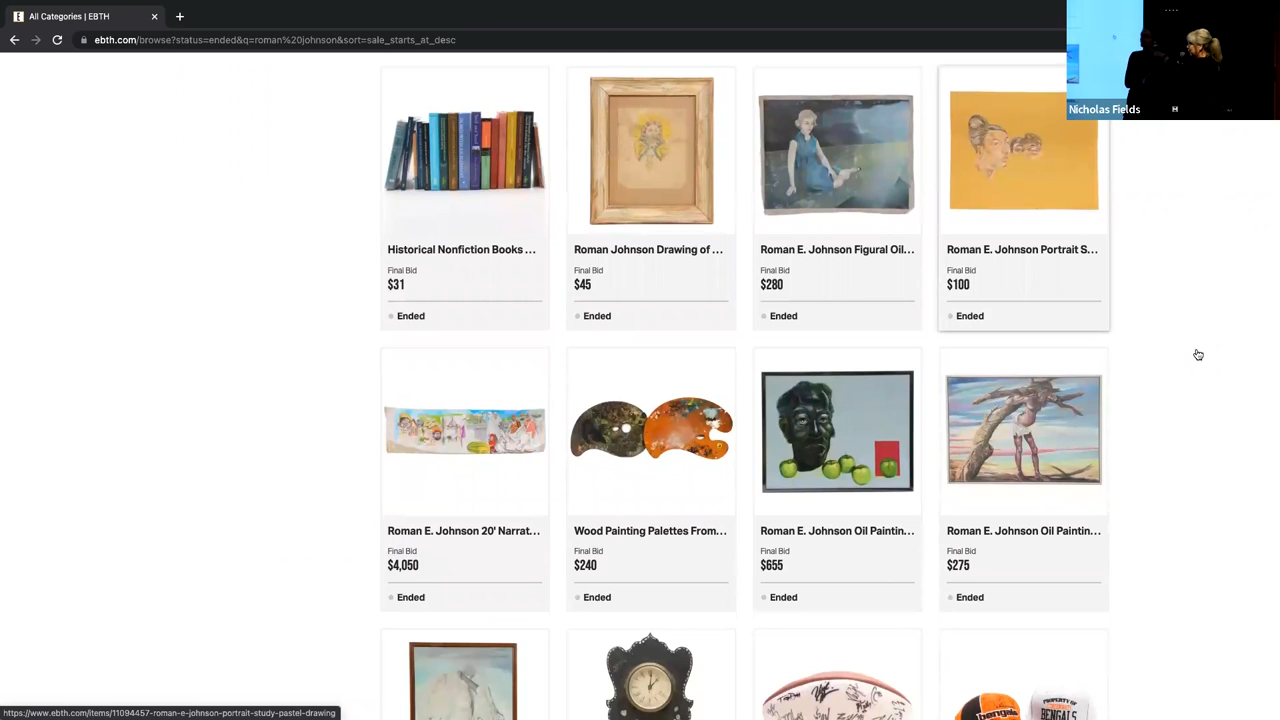 All Categories | EBTH
ebth.com/browse?status=ended&q=roman%20johnson&sort=sale_starts_at_desc
Nicholas Fields
Historical Nonfiction Books ...
Final Bid
$31
Ended
Roman Johnson Drawing of ...
Final Bid
$45
Ended
Roman E. Johnson Figural Oil...
Final Bid
$280
Ended
Roman E. Johnson Portrait S...
Final Bid
$100
Ended
Roman E. Johnson 20' Narrat...
Final Bid
$4,050
Ended
Wood Painting Palettes From...
Final Bid
$240
Ended
Roman E. Johnson Oil Paintin...
Final Bid
$655
Ended
Roman E. Johnson Oil Paintin...
Final Bid
$275
Ended
PROPERTY OF
BENGALS
bengals
https://www.ebth.com/items/11094457-roman-e-johnson-portrait-study-pastel-drawing